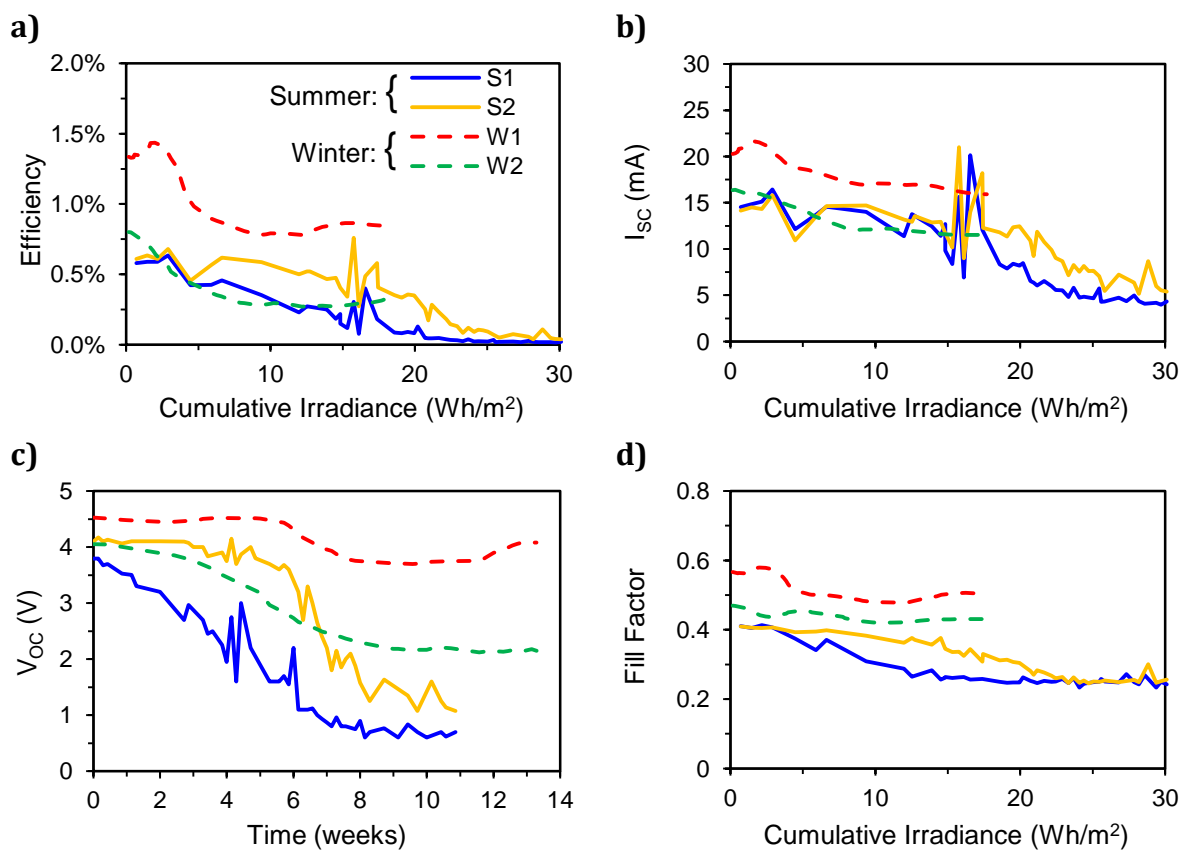 a)
2.0%
1.5%
1.0%
0.5%
0.0%
Efficiency
Summer: {
S1
S2
Winter: {
W1
W2
0 10 20 30
Cumulative Irradiance (Wh/m²)
b)
30
25
20
15
10
5
0
I_SC (mA)
0 10 20 30
Cumulative Irradiance (Wh/m²)
c)
5
4
3
2
1
0
V_OC (V)
0 2 4 6 8 10 12 14
Time (weeks)
d)
0.8
0.6
0.4
0.2
0
Fill Factor
0 10 20 30
Cumulative Irradiance (Wh/m²)